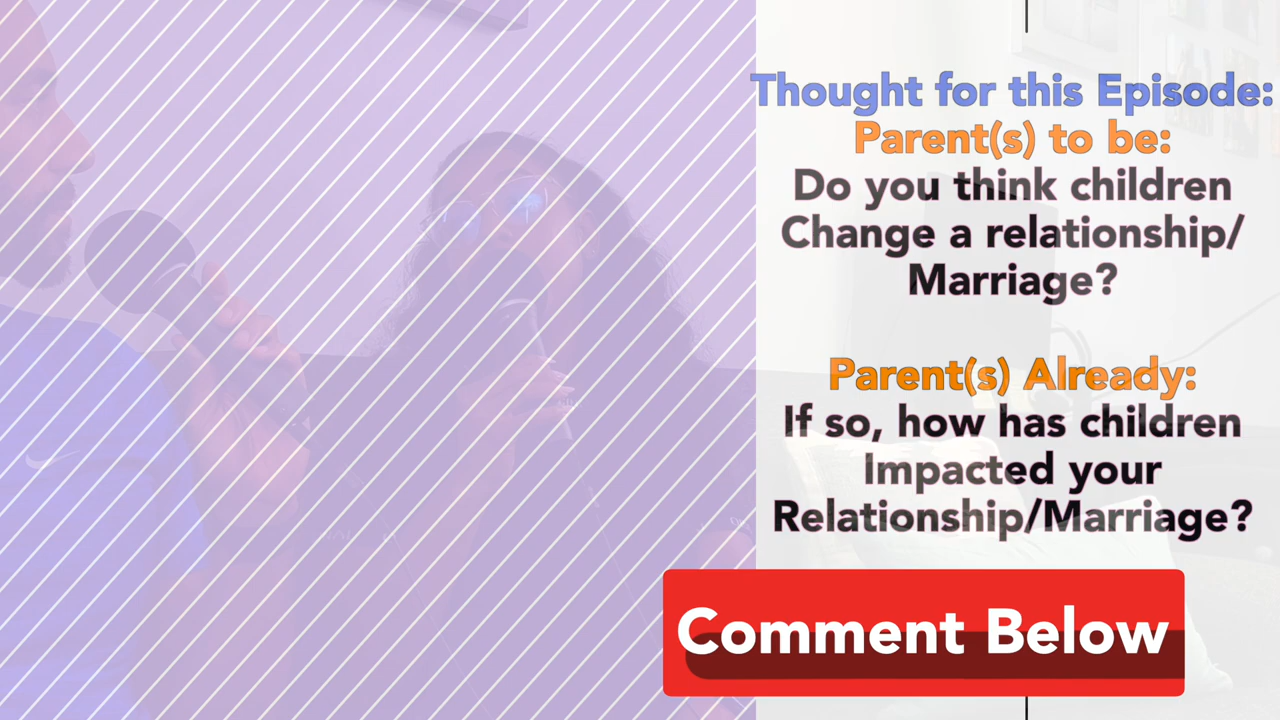 Thought for this Episode:
Parent(s) to be:
Do you think children
Change a relationship/
Marriage?
Parent(s) Already:
If so, how has children
Impacted your
Relationship/Marriage?
Comment Below